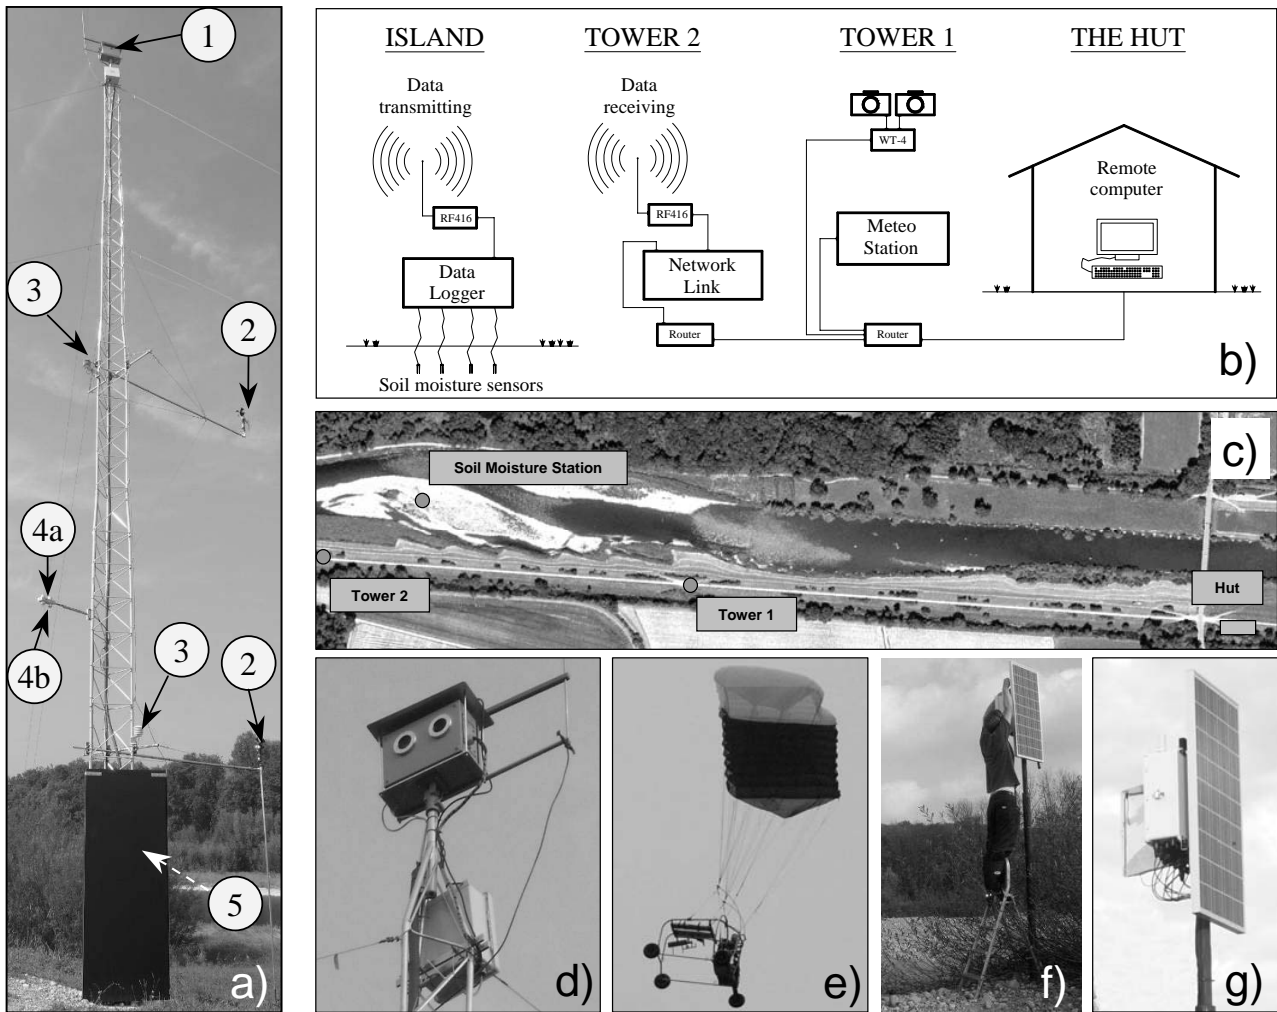 1
3
2
4a
4b
3
2
5
a)
ISLAND
TOWER 2
TOWER 1
THE HUT
Data
transmitting
Data
receiving
WT-4
Remote
computer
RF416
RF416
Meteo
Station
Data
Logger
Network
Link
Router
Router
Soil moisture sensors
b)
c)
Soil Moisture Station
Tower 2
Tower 1
Hut
d)
e)
f)
g)